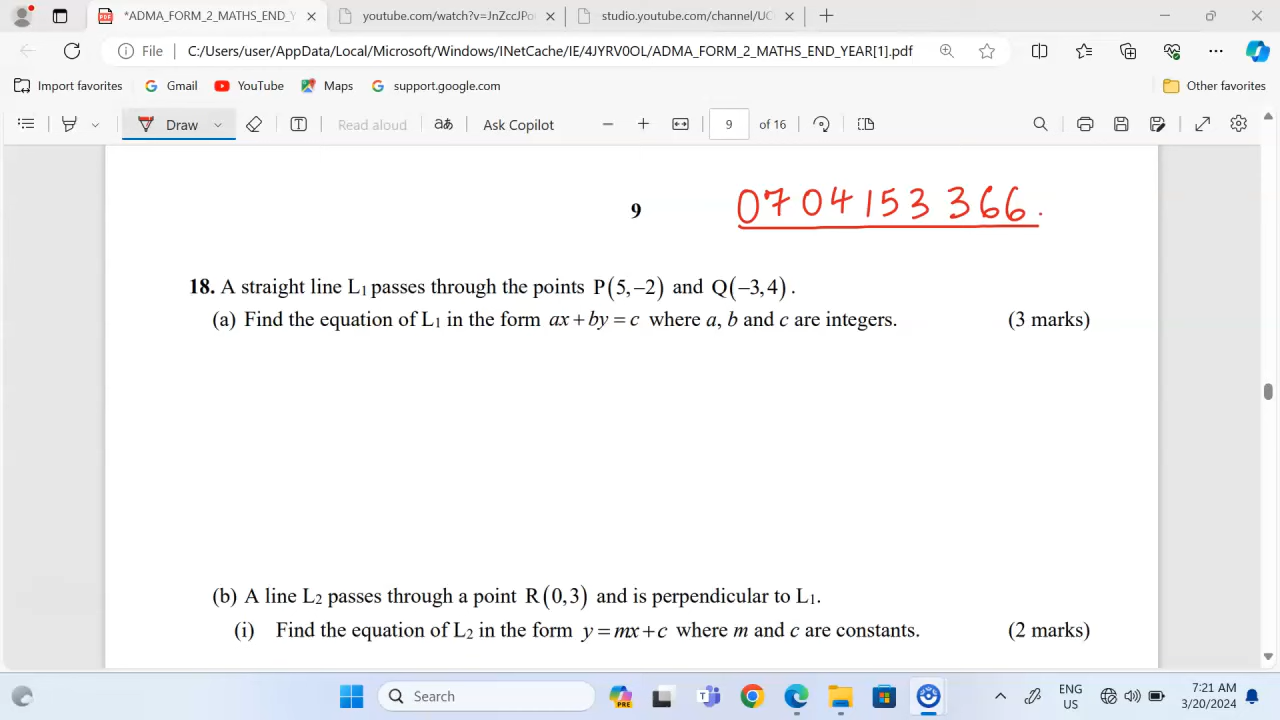 *ADMA_FORM_2_MATHS_END_Y
youtube.com/watch?v=JnZccJPo
studio.youtube.com/channel/UC
File
C:/Users/user/AppData/Local/Microsoft/Windows/INetCache/IE/4JYRV0OL/ADMA_FORM_2_MATHS_END_YEAR[1].pdf
Import favorites
Gmail
YouTube
Maps
support.google.com
Other favorites
Draw
Read aloud
aあ
Ask Copilot
9
of 16
9
0704153366.
18. A straight line L₁ passes through the points P(5,−2) and Q(−3,4).
(a) Find the equation of L₁ in the form ax+by=c where a, b and c are integers. (3 marks)
(b) A line L₂ passes through a point R(0,3) and is perpendicular to L₁.
(i) Find the equation of L₂ in the form y=mx+c where m and c are constants. (2 marks)
Search
PRE
ENG
US
7:21 AM
3/20/2024